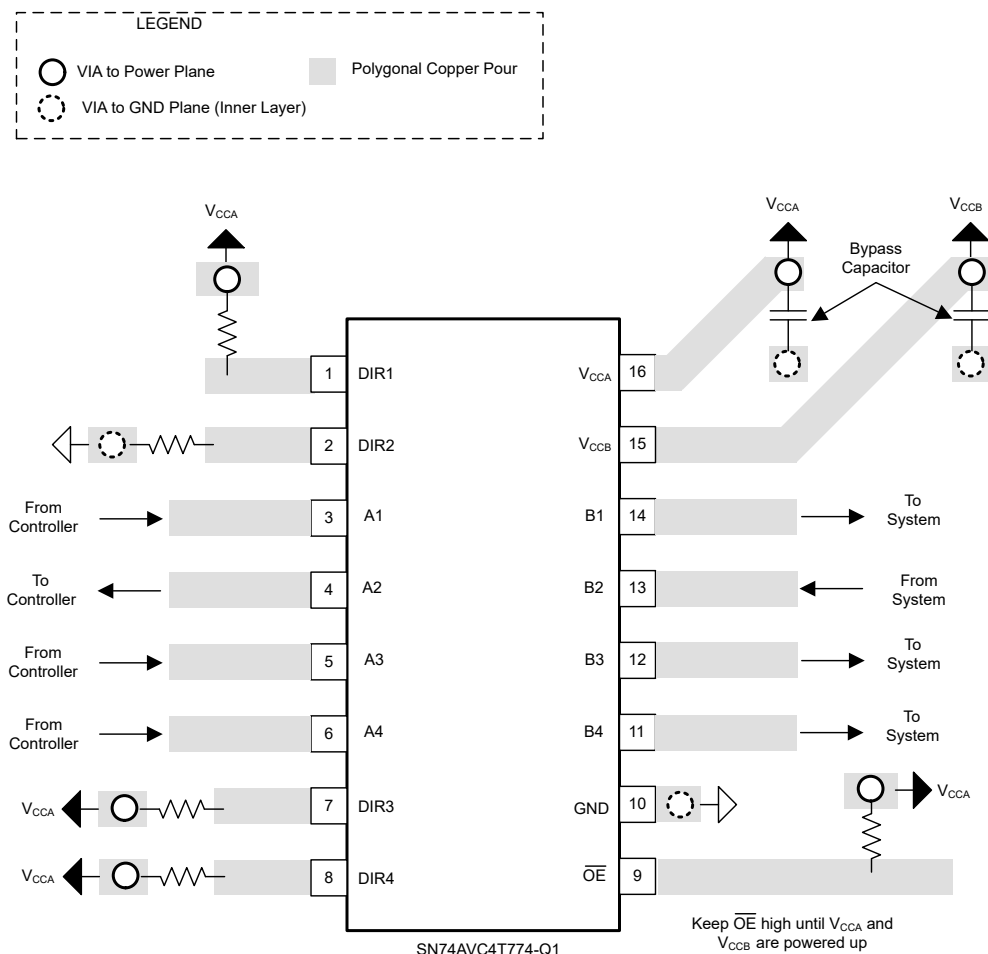 LEGEND
VIA to Power Plane
Polygonal Copper Pour
VIA to GND Plane (Inner Layer)
VCCA
VCCA
VCCB
Bypass
Capacitor
1 DIR1
VCCA 16
2 DIR2
VCCB 15
From
Controller
3 A1
B1 14
To
System
To
Controller
4 A2
B2 13
From
System
From
Controller
5 A3
B3 12
To
System
From
Controller
6 A4
B4 11
To
System
VCCA
7 DIR3
GND 10
VCCA
VCCA
8 DIR4
O̅E̅ 9
Keep O̅E̅ high until VCCA and
VCCB are powered up
SN74AVC4T774-Q1